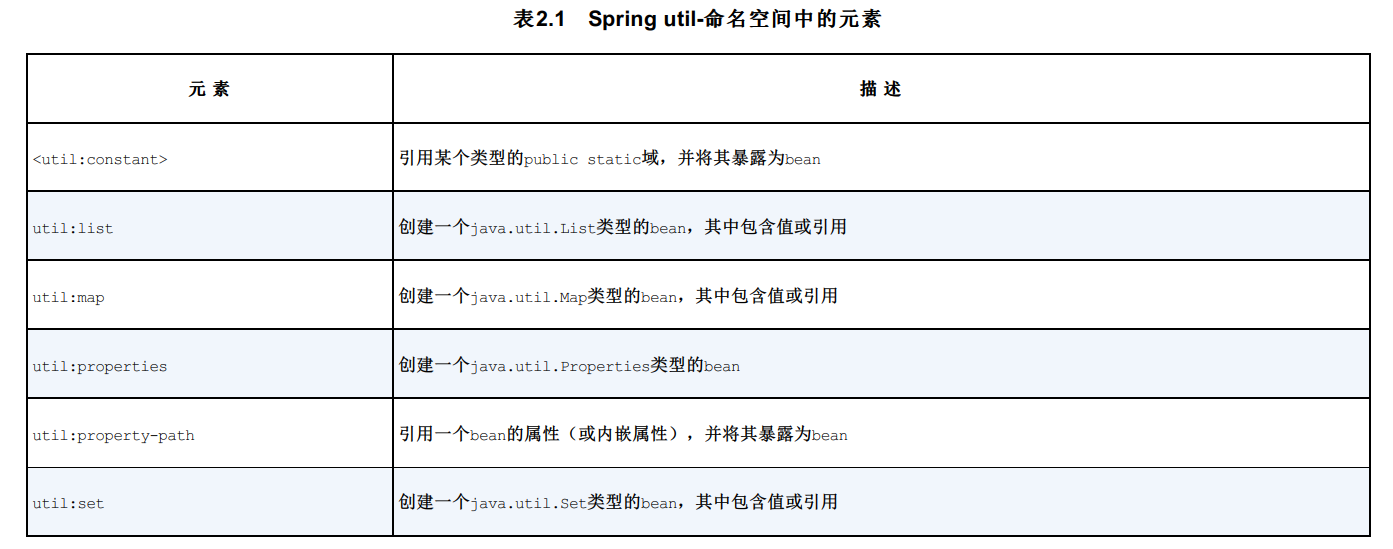 表2.1 Spring util-命名空间中的元素
元 素 描 述
<util:constant> 引用某个类型的public static域，并将其暴露为bean
util:list 创建一个java.util.List类型的bean，其中包含值或引用
util:map 创建一个java.util.Map类型的bean，其中包含值或引用
util:properties 创建一个java.util.Properties类型的bean
util:property-path 引用一个bean的属性（或内嵌属性），并将其暴露为bean
util:set 创建一个java.util.Set类型的bean，其中包含值或引用